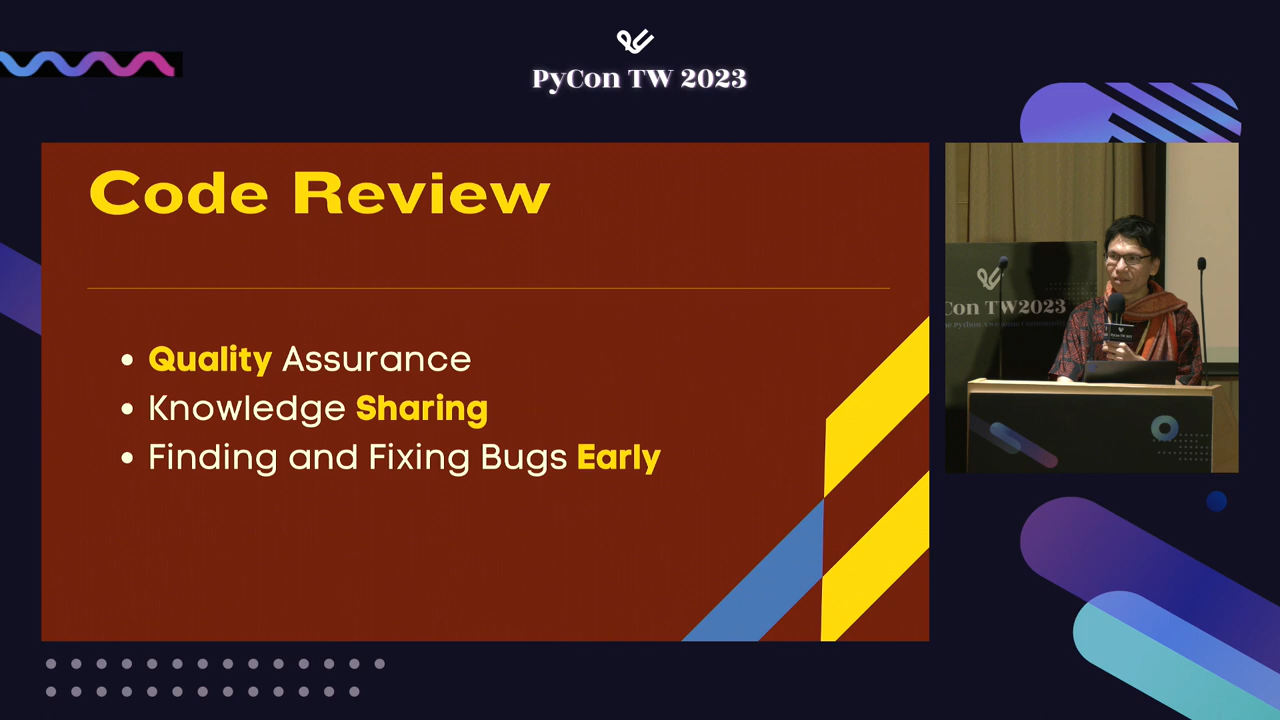 PyCon TW 2023
Code Review
Quality Assurance
Knowledge Sharing
Finding and Fixing Bugs Early
Con TW2023